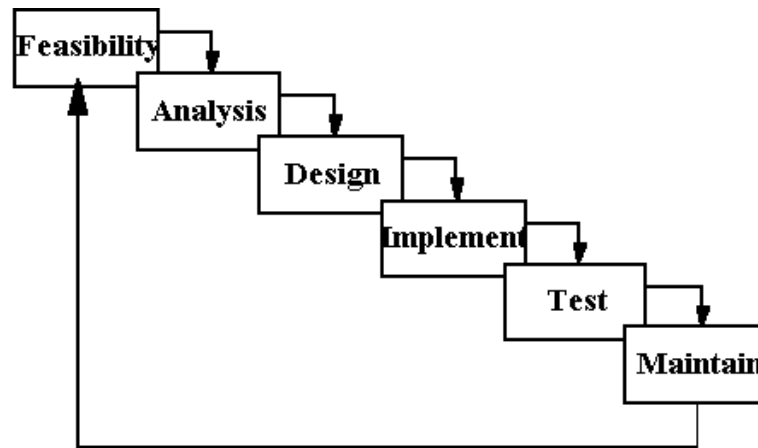 Feasibility
Analysis
Design
Implement
Test
Maintain